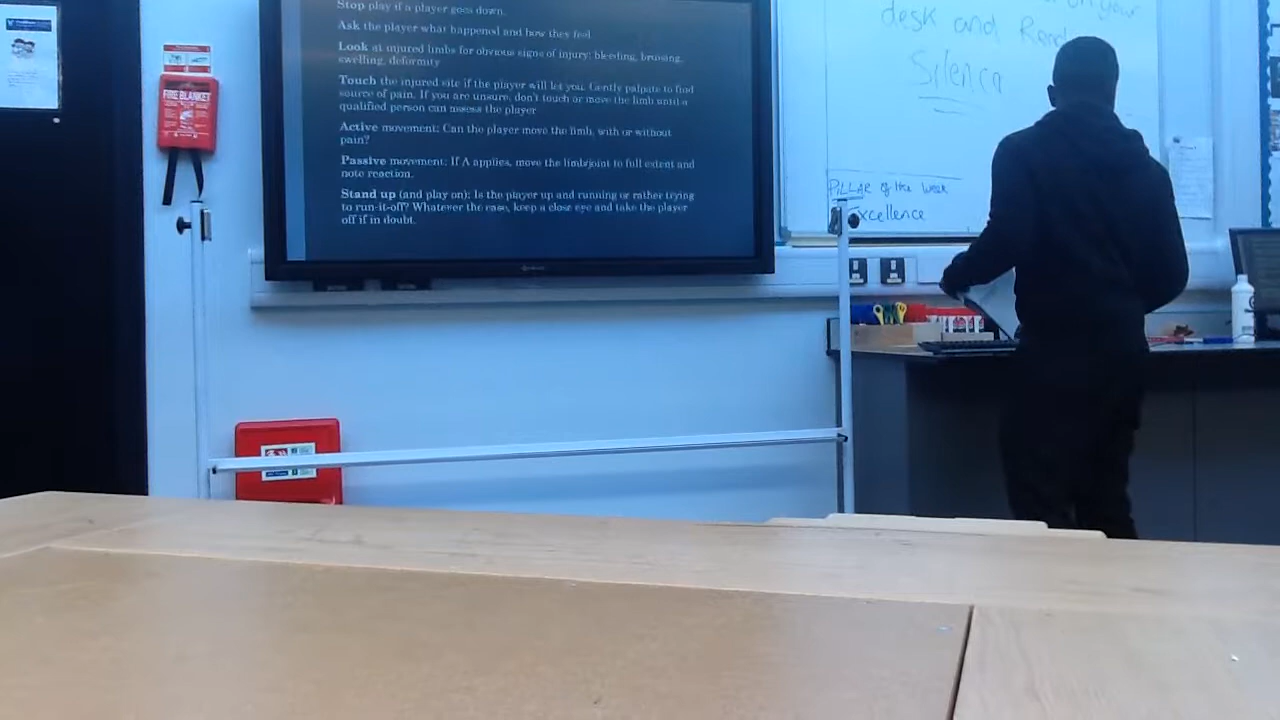 Stop play if a player goes down.
Ask the player what happened and how they feel
Look at injured limbs for obvious signs of injury: bleeding, bruising,
swelling, deformity
Touch the injured site if the player will let you. Gently palpate to find
source of pain. If you are unsure, don't touch or move the limb until a
qualified person can assess the player
Active movement: Can the player move the limb, with or without
pain?
Passive movement: If A applies, move the limb/joint to full extent and
note reaction.
Stand up (and play on): Is the player up and running or rather trying
to run-it-off? Whatever the case, keep a close eye and take the player
off if in doubt.
on your
desk and Read
Silence
PILLAR of the week
Excellence
FIRE BLANKET